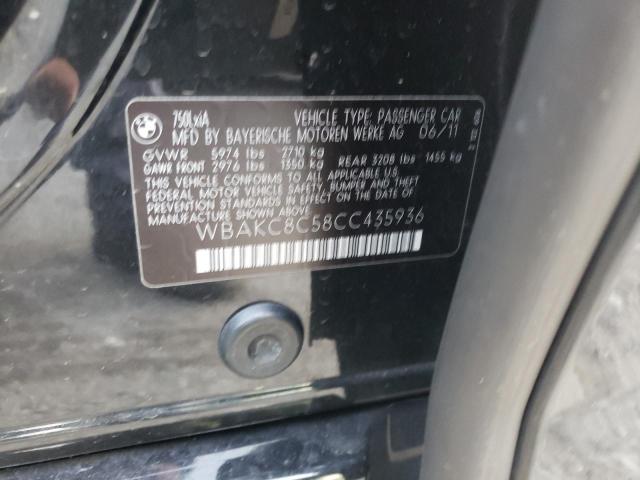 750LxiA VEHICLE TYPE: PASSENGER CAR
MFD BY BAYERISCHE MOTOREN WERKE AG 06/11
GVWR 5974 lbs 2710 kg
GAWR FRONT 2976 lbs 1350 kg REAR 3208 lbs 1455 kg
THIS VEHICLE CONFORMS TO ALL APPLICABLE
FEDERAL MOTOR VEHICLE SAFETY, BUMPER, AND THEFT
PREVENTION STANDARDS IN EFFECT ON THE DATE OF
MANUFACTURE SHOWN ABOVE.
WBAKC8C58CC435936